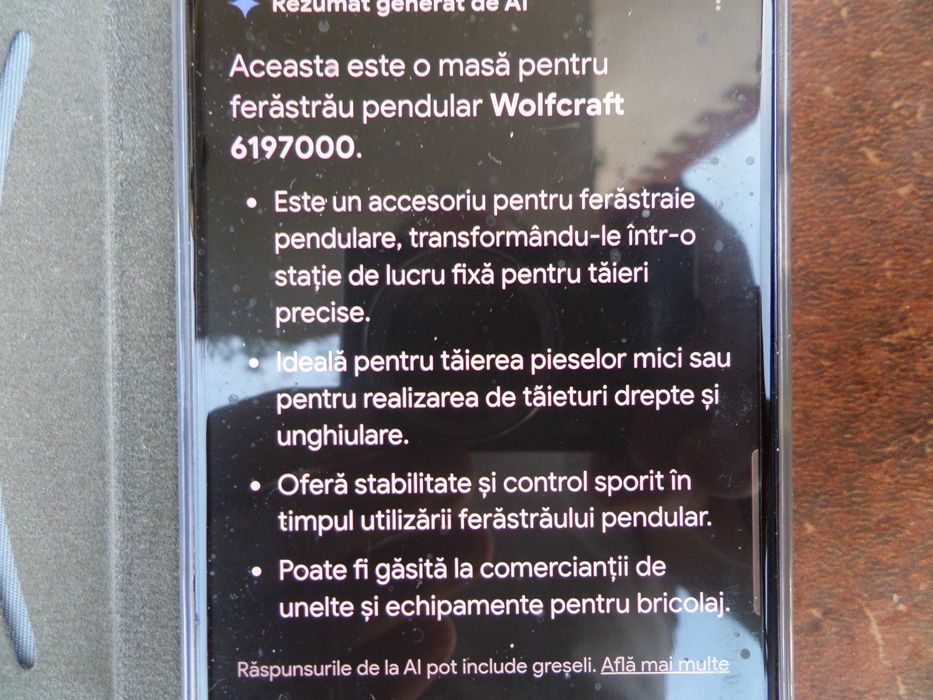 Rezumat generat de AI
Aceasta este o masă pentru
ferăstrău pendular Wolfcraft
6197000.
• Este un accesoriu pentru ferăstraie
pendulare, transformându-le într-o
stație de lucru fixă pentru tăieri
precise.
• Ideală pentru tăierea pieselor mici sau
pentru realizarea de tăieturi drepte și
unghiulare.
• Oferă stabilitate și control sporit în
timpul utilizării ferăstrăului pendular.
• Poate fi găsită la comercianții de
unelte și echipamente pentru bricolaj.
Răspunsurile de la AI pot include greșeli. Află mai multe